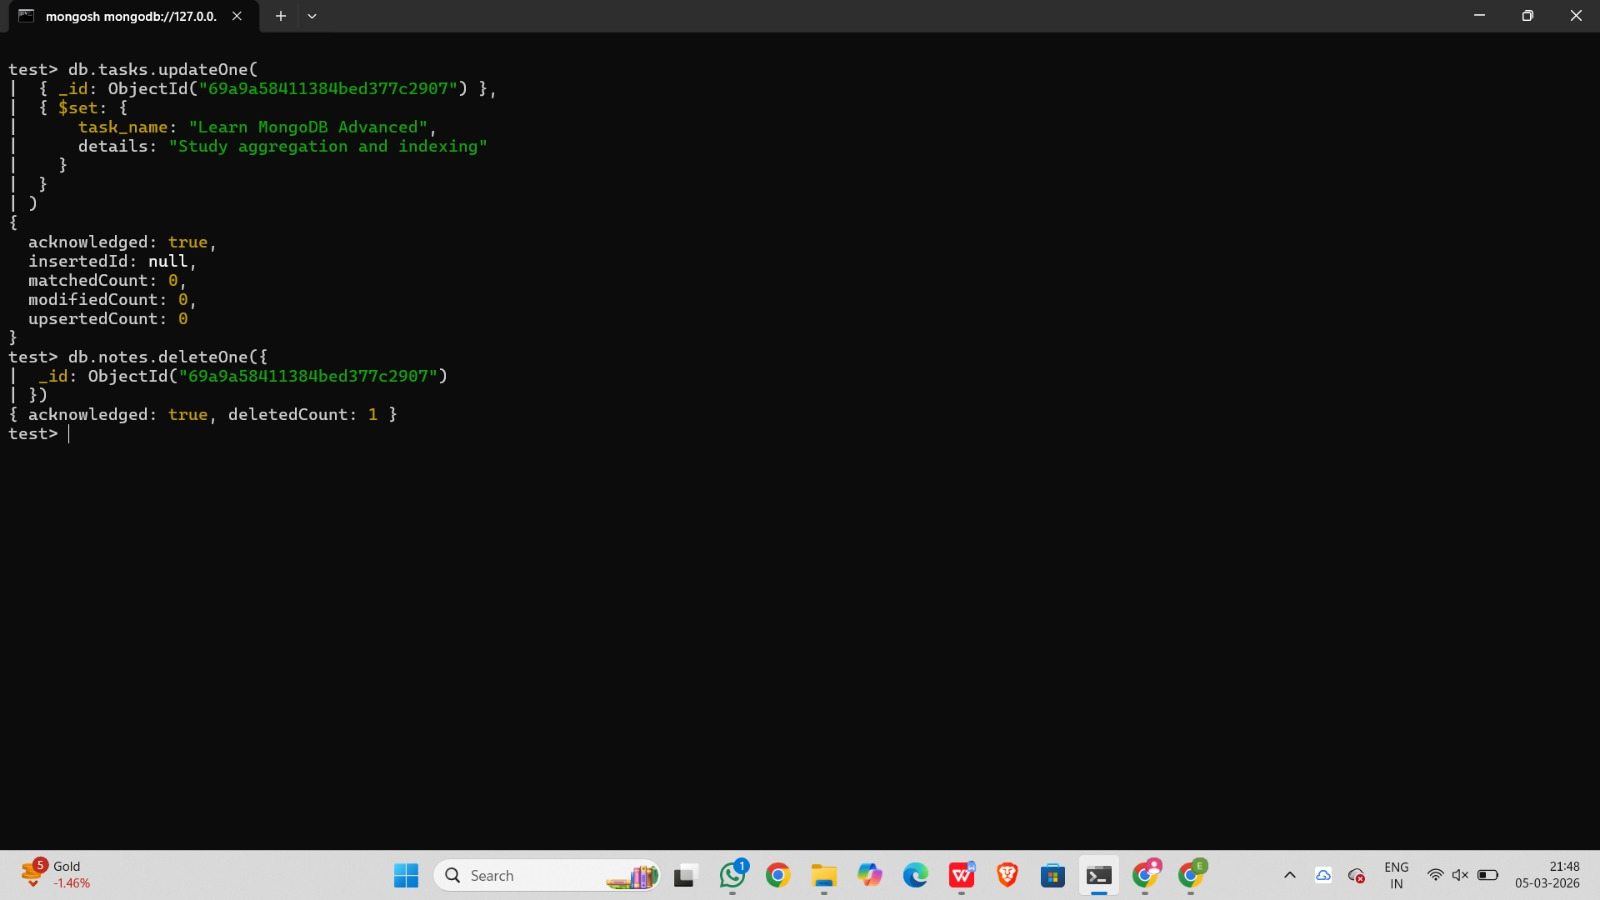 mongosh mongodb://127.0.0.
test> db.tasks.updateOne(
|  { _id: ObjectId("69a9a58411384bed377c2907") },
|  { $set: {
|      task_name: "Learn MongoDB Advanced",
|      details: "Study aggregation and indexing"
|    }
|  }
| )
{
  acknowledged: true,
  insertedId: null,
  matchedCount: 0,
  modifiedCount: 0,
  upsertedCount: 0
}
test> db.notes.deleteOne({
|  _id: ObjectId("69a9a58411384bed377c2907")
| })
{ acknowledged: true, deletedCount: 1 }
test>
5 Gold
-1.46%
Search
1
E
ENG
IN
21:48
05-03-2026